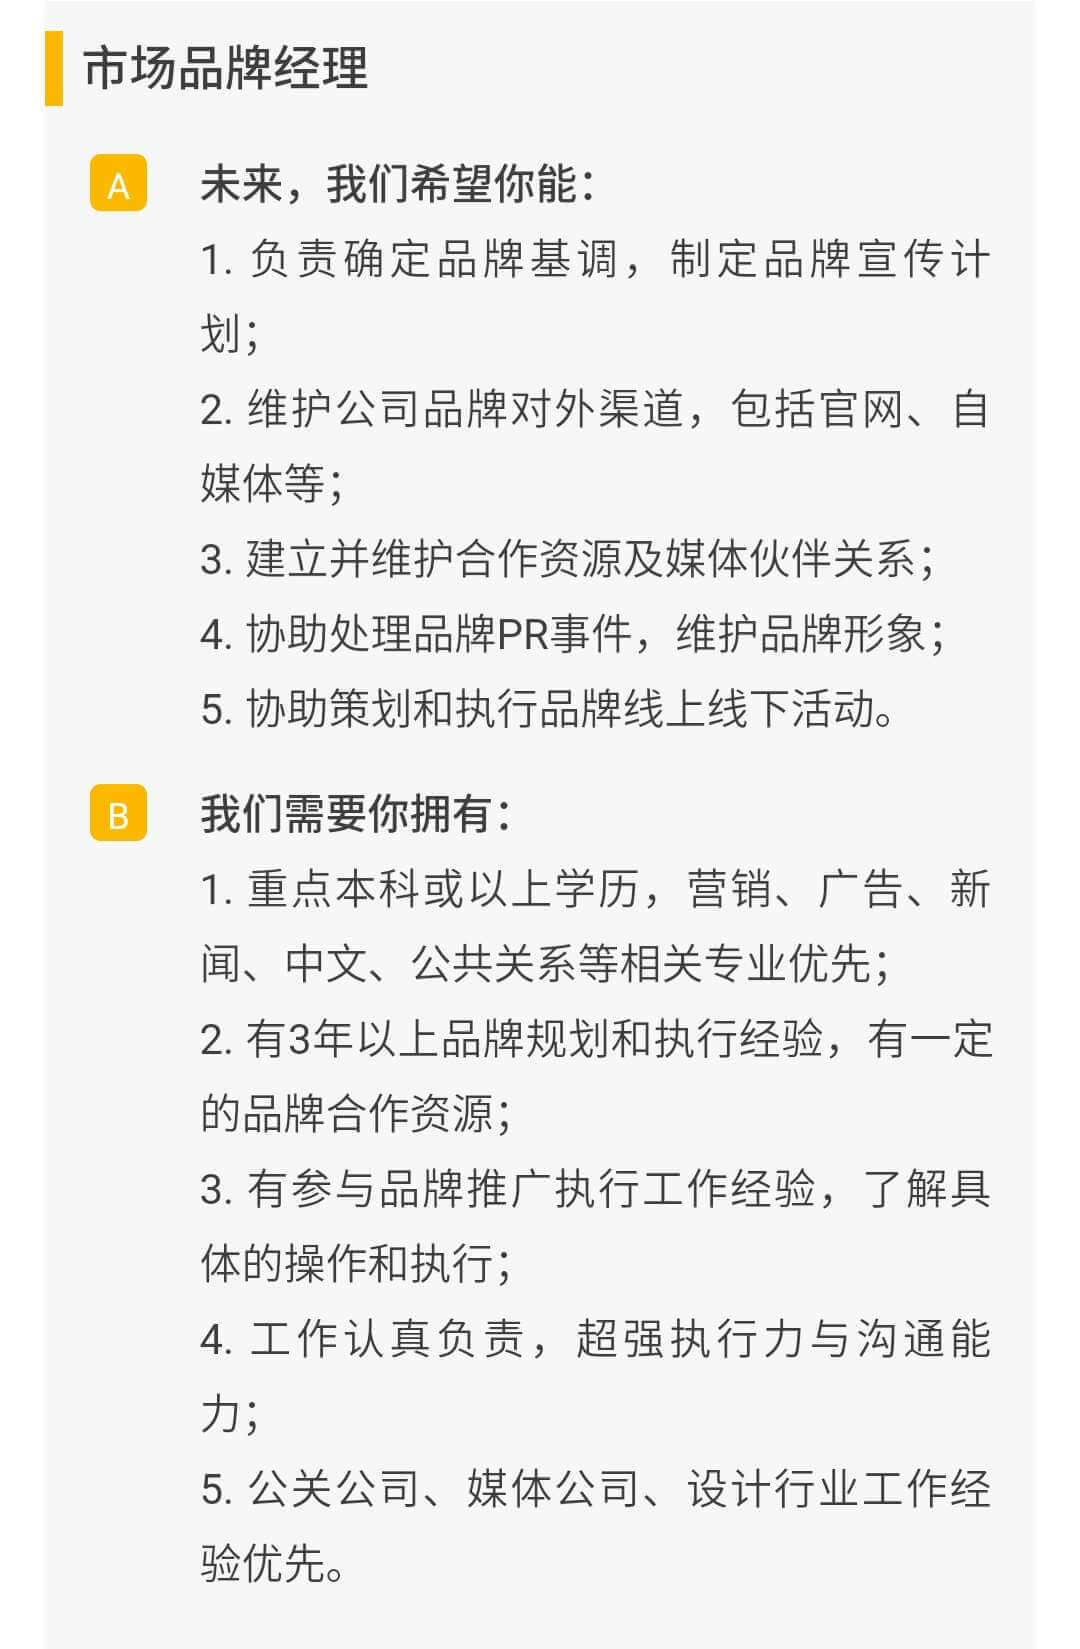 市场品牌经理
A 未来，我们希望你能：
1. 负责确定品牌基调，制定品牌宣传计
划；
2. 维护公司品牌对外渠道，包括官网、自
媒体等；
3. 建立并维护合作资源及媒体伙伴关系；
4. 协助处理品牌PR事件，维护品牌形象；
5. 协助策划和执行品牌线上线下活动。
B 我们需要你拥有：
1. 重点本科或以上学历，营销、广告、新
闻、中文、公共关系等相关专业优先；
2. 有3年以上品牌规划和执行经验，有一定
的品牌合作资源；
3. 有参与品牌推广执行工作经验，了解具
体的操作和执行；
4. 工作认真负责，超强执行力与沟通能
力；
5. 公关公司、媒体公司、设计行业工作经
验优先。